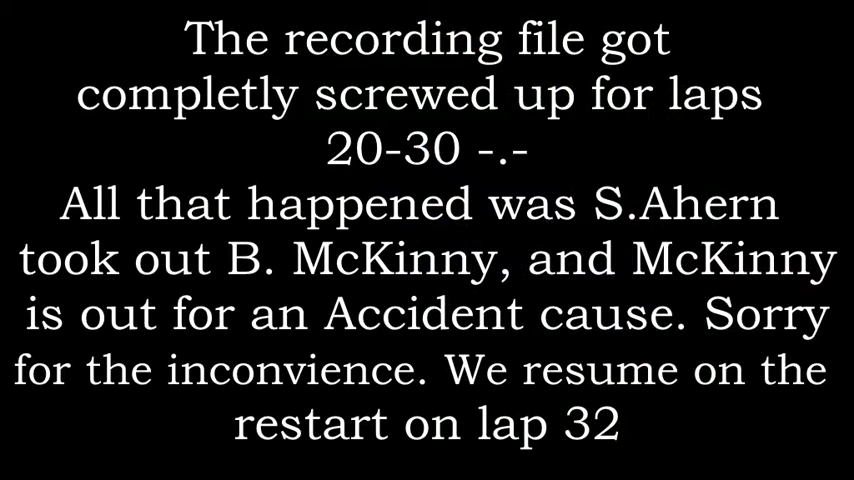 The recording file got
completly screwed up for laps
20-30 -.-
All that happened was S.Ahern
took out B. McKinny, and McKinny
is out for an Accident cause. Sorry
for the inconvience. We resume on the
restart on lap 32